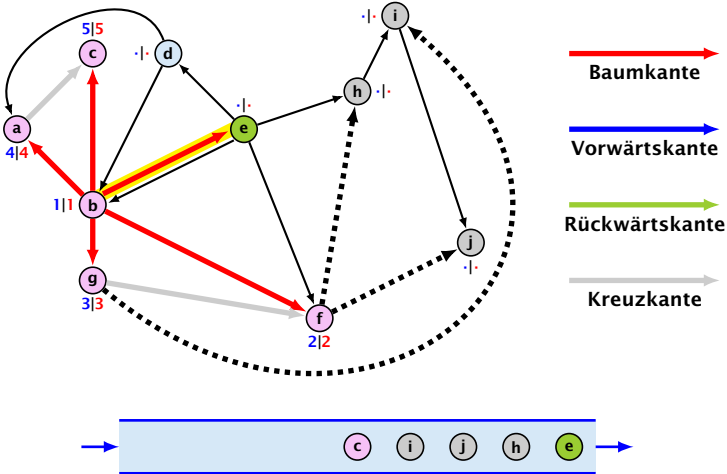 i
·|·
5|5
c
·|·
d
Baumkante
h
·|·
·|·
e
a
4|4
Vorwärtskante
1|1
b
Rückwärtskante
j
·|·
g
3|3
Kreuzkante
f
2|2
c i j h e